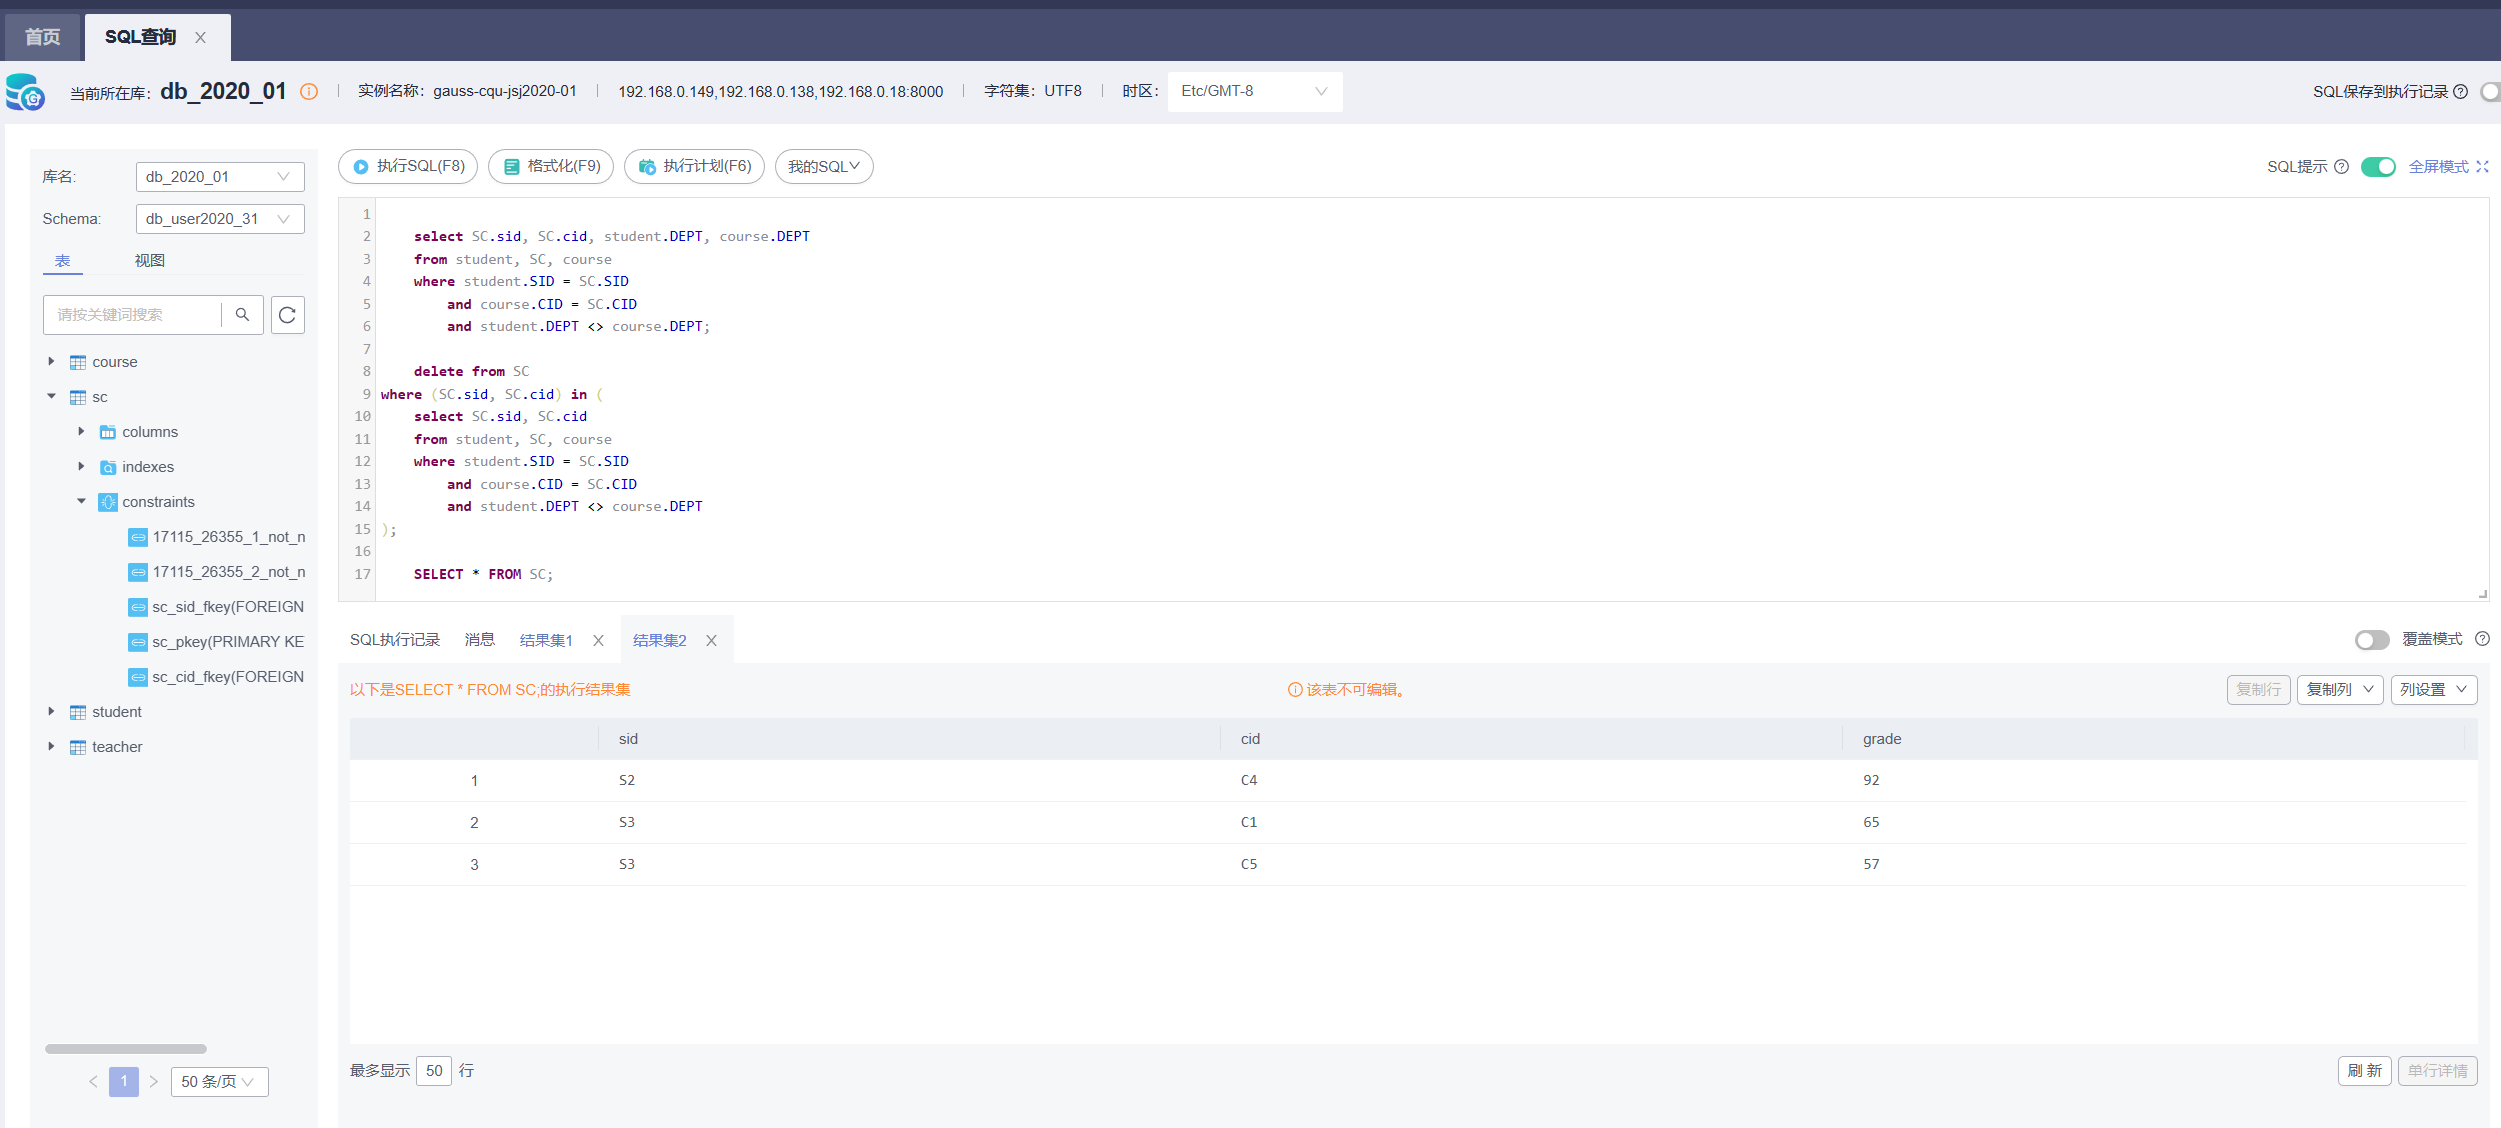 首页
SQL查询
当前所在库: db_2020_01
实例名称: gauss-cqu-jsj2020-01
192.168.0.149,192.168.0.138,192.168.0.18:8000
字符集: UTF8
时区: Etc/GMT-8
SQL保存到执行记录
库名: db_2020_01
Schema: db_user2020_31
表 视图
请按关键词搜索
course
sc
columns
indexes
constraints
17115_26355_1_not_n
17115_26355_2_not_n
sc_sid_fkey(FOREIGN
sc_pkey(PRIMARY KE
sc_cid_fkey(FOREIGN
student
teacher
1 50 条/页
执行SQL(F8) 格式化(F9) 执行计划(F6) 我的SQL
SQL提示 全屏模式
1
2 select SC.sid, SC.cid, student.DEPT, course.DEPT
3 from student, SC, course
4 where student.SID = SC.SID
5 and course.CID = SC.CID
6 and student.DEPT <> course.DEPT;
7
8 delete from SC
9 where (SC.sid, SC.cid) in (
10 select SC.sid, SC.cid
11 from student, SC, course
12 where student.SID = SC.SID
13 and course.CID = SC.CID
14 and student.DEPT <> course.DEPT
15 );
16
17 SELECT * FROM SC;
SQL执行记录 消息 结果集1 结果集2
覆盖模式
以下是SELECT * FROM SC;的执行结果集
该表不可编辑。
复制行 复制列 列设置
sid cid grade
1 S2 C4 92
2 S3 C1 65
3 S3 C5 57
最多显示 50 行
刷 新 单行详情